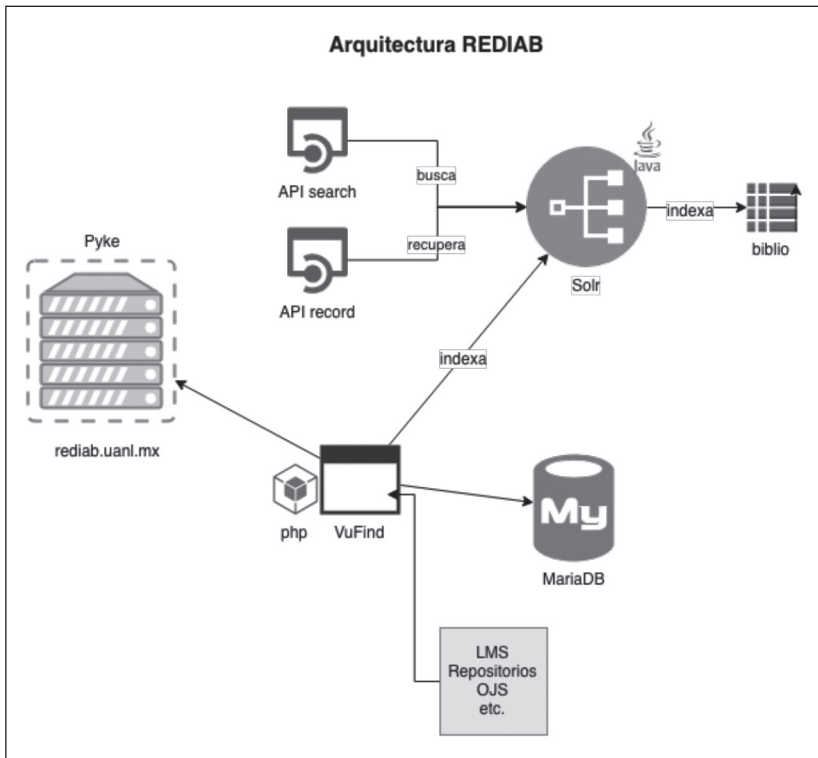 Arquitectura REDIAB
API search
busca
Java
indexa
biblio
Pyke
recupera
API record
Solr
indexa
rediab.uanl.mx
php
VuFind
My
MariaDB
LMS
Repositorios
OJS
etc.